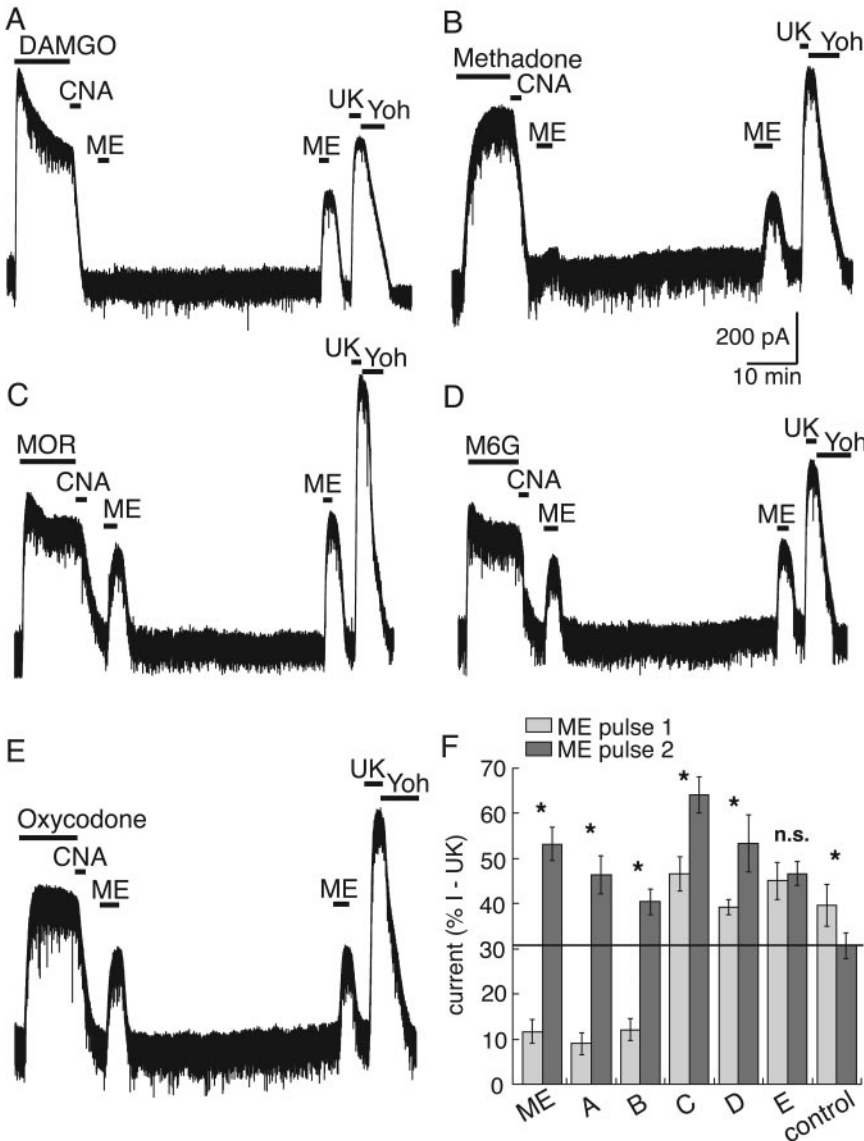 A
DAMGO
CNA
ME
ME
UK
Yoh
B
Methadone
CNA
ME
ME
UK
Yoh
200 pA
10 min
C
MOR
CNA
ME
ME
UK
Yoh
D
M6G
CNA
ME
ME
UK
Yoh
E
Oxycodone
CNA
ME
ME
UK
Yoh
F
ME pulse 1
ME pulse 2
current (% I - UK)
70
60
50
40
30
20
10
0
*
*
*
*
*
n.s.
*
ME
A
B
C
D
E
control